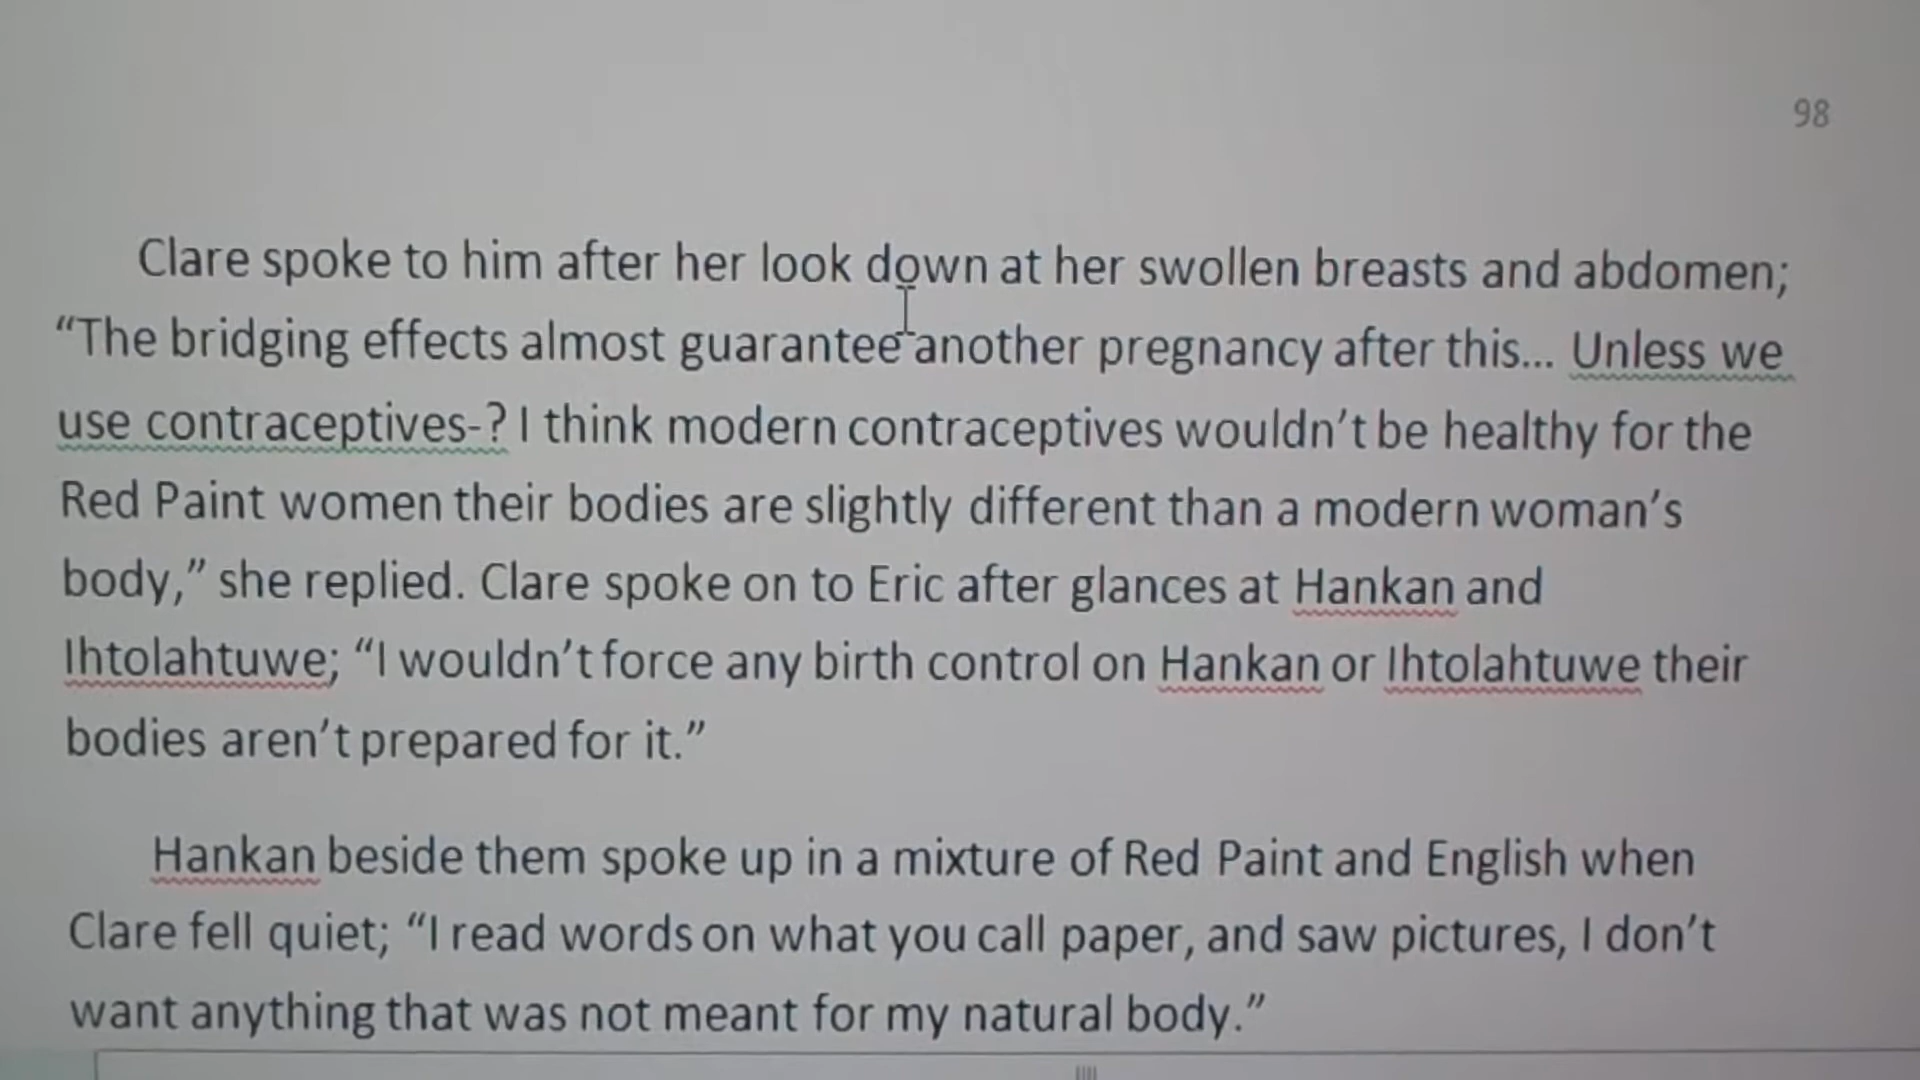 98
Clare spoke to him after her look down at her swollen breasts and abdomen;
“The bridging effects almost guarantee another pregnancy after this... Unless we
use contraceptives-? I think modern contraceptives wouldn’t be healthy for the
Red Paint women their bodies are slightly different than a modern woman’s
body,” she replied. Clare spoke on to Eric after glances at Hankan and
Ihtolahtuwe; “I wouldn’t force any birth control on Hankan or Ihtolahtuwe their
bodies aren’t prepared for it.”
Hankan beside them spoke up in a mixture of Red Paint and English when
Clare fell quiet; “I read words on what you call paper, and saw pictures, I don’t
want anything that was not meant for my natural body.”